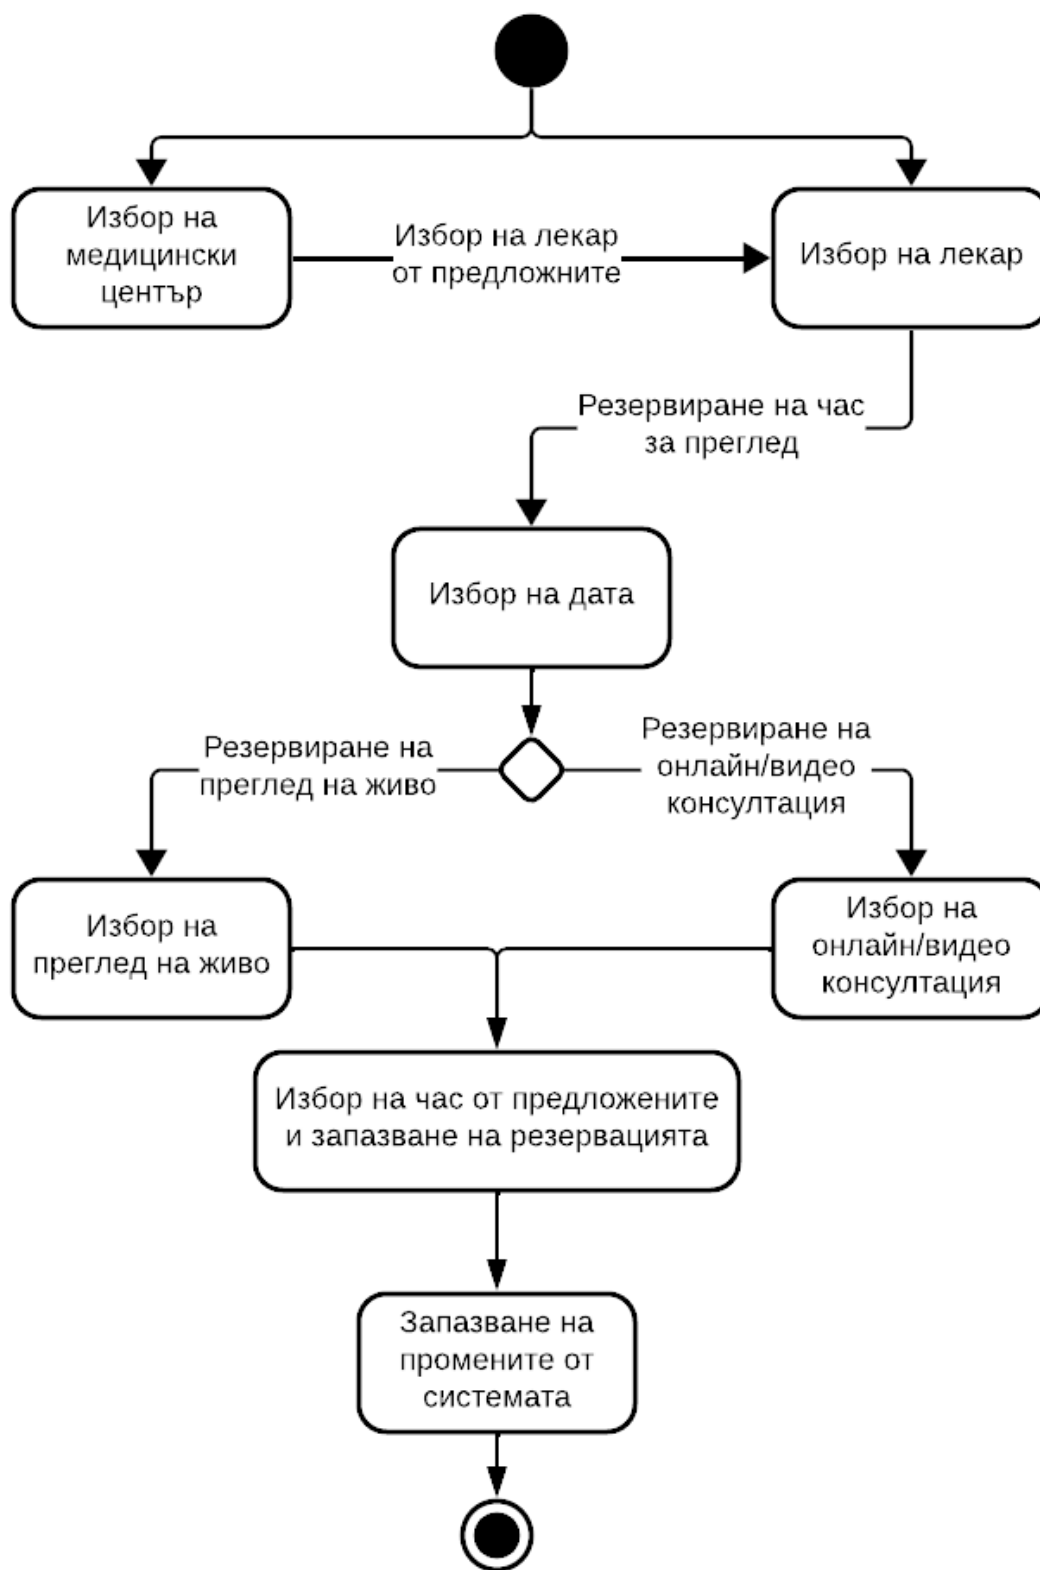 Избор на
медицински
център
Избор на лекар
от предложните
Избор на лекар
Резервиране на час
за преглед
Избор на дата
Резервиране на
преглед на живо
Резервиране на
онлайн/видео
консултация
Избор на
преглед на живо
Избор на
онлайн/видео
консултация
Избор на час от предложените
и запазване на резервацията
Запазване на
промените от
системата